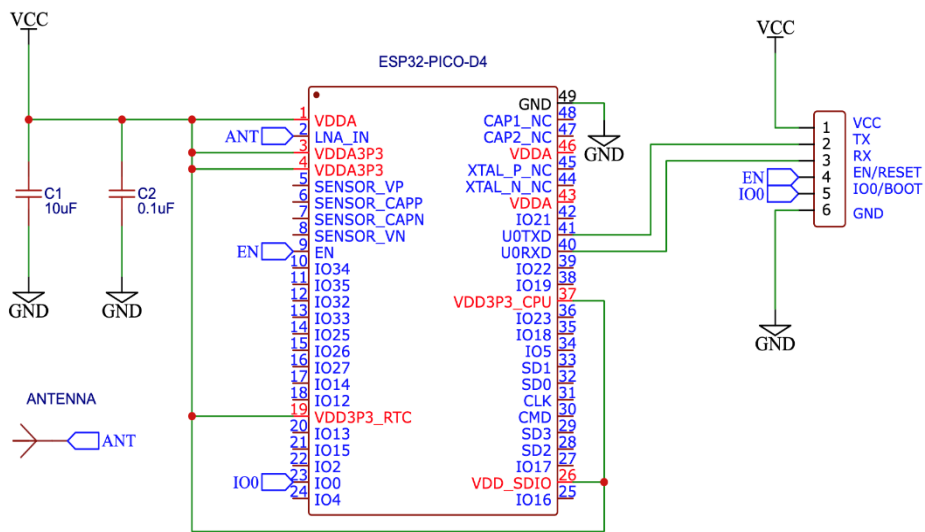 VCC
VCC
ESP32-PICO-D4
1 VDDA
2 LNA_IN
3 VDDA3P3
4 VDDA3P3
5 SENSOR_VP
6 SENSOR_CAPP
7 SENSOR_CAPN
8 SENSOR_VN
9 EN
10 IO34
11 IO35
12 IO32
13 IO33
14 IO25
15 IO26
16 IO27
17 IO14
18 IO12
19 VDD3P3_RTC
20 IO13
21 IO15
22 IO2
23 IO0
24 IO4
GND 49
CAP1_NC 48
CAP2_NC 47
VDDA 46
XTAL_P_NC 45
XTAL_N_NC 44
VDDA 43
IO21 42
U0TXD 41
U0RXD 40
IO22 39
IO19 38
VDD3P3_CPU 37
IO23 36
IO18 35
IO5 34
SD1 33
SD0 32
CLK 31
CMD 30
SD3 29
SD2 28
IO17 27
VDD_SDIO 26
IO16 25
ANT
EN
IO0
GND
C1
10uF
C2
0.1uF
GND
GND
ANTENNA
ANT
1 VCC
2 TX
3 RX
4 EN/RESET
5 IO0/BOOT
6 GND
EN
IO0
GND